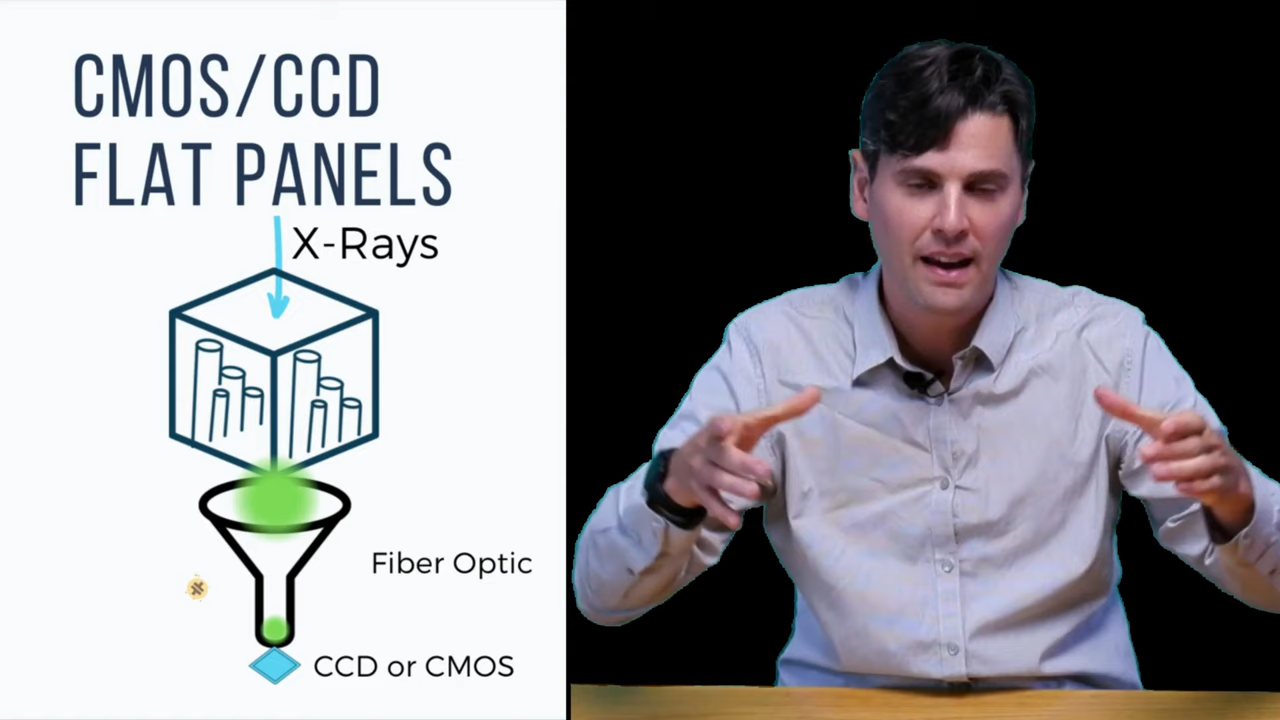 CMOS/CCD
FLAT PANELS
X-Rays
Fiber Optic
CCD or CMOS